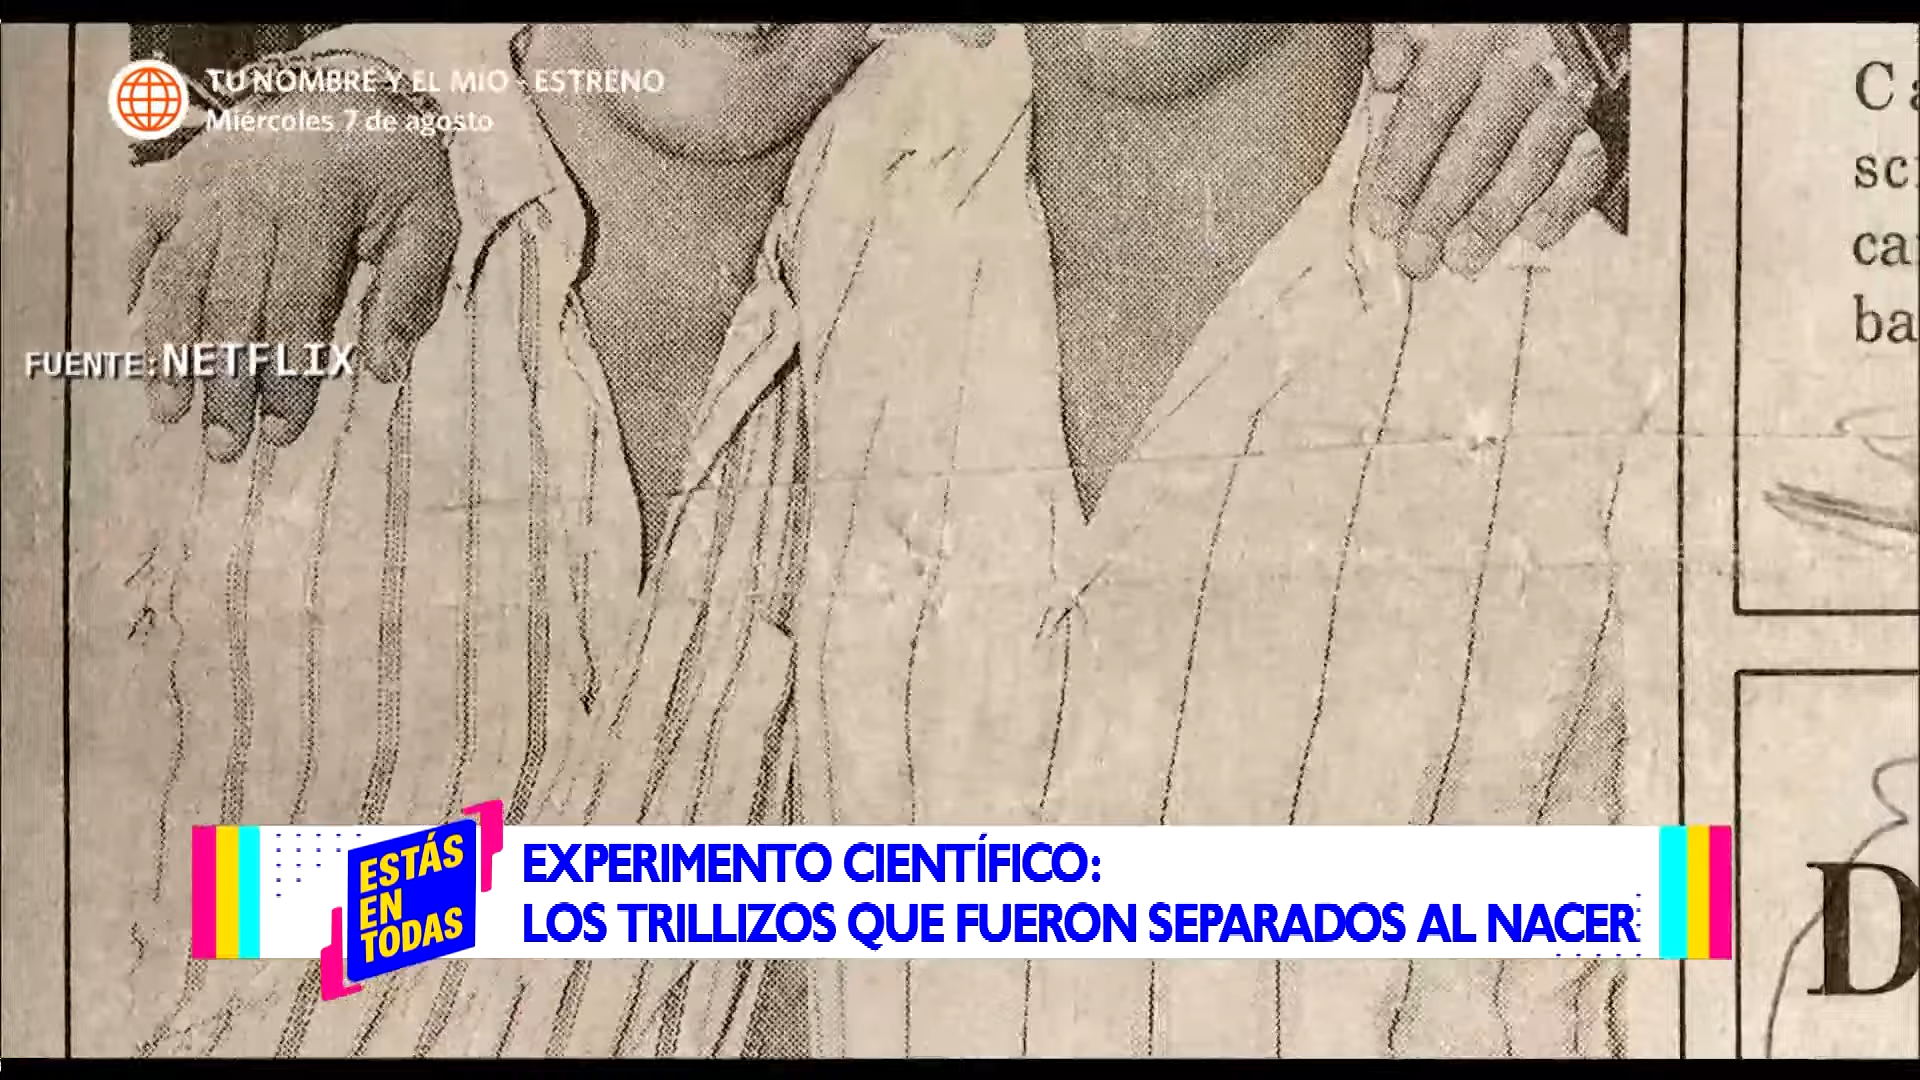 TU NOMBRE Y EL MIO - ESTRENO
Miércoles 7 de agosto
FUENTE: NETFLIX
ESTÁS
EN
TODAS
EXPERIMENTO CIENTÍFICO:
LOS TRILLIZOS QUE FUERON SEPARADOS AL NACER